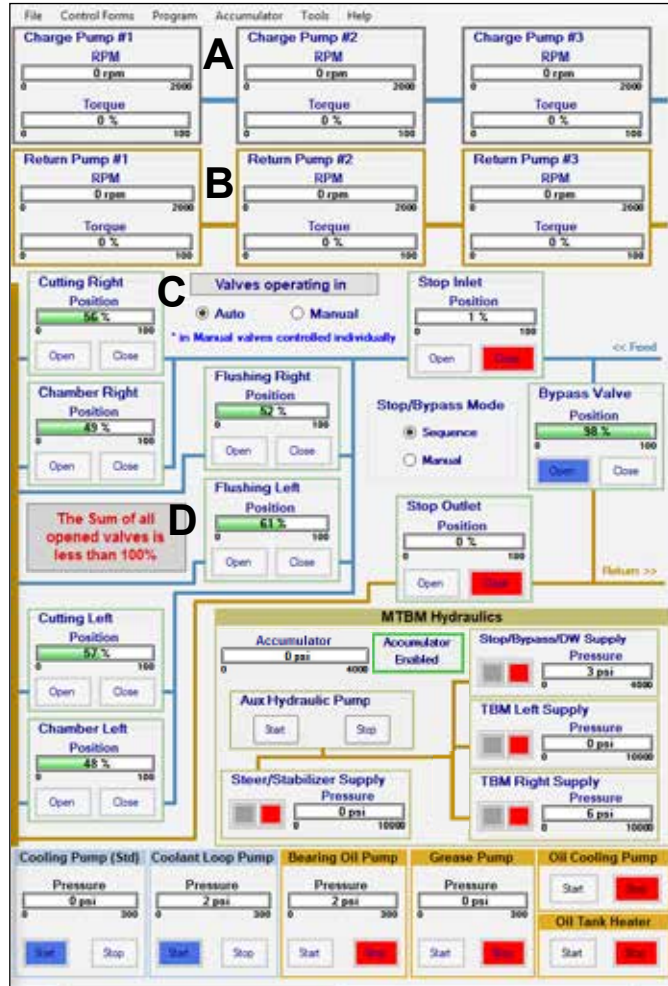 File Control Forms Program Accumulator Tools Help
Charge Pump #1
RPM
0 rpm
0 2000
Torque
0 %
0 100
A
Charge Pump #2
RPM
0 rpm
0 2000
Torque
0 %
0 100
Charge Pump #3
RPM
0 rpm
0 2000
Torque
0 %
0 100
Return Pump #1
RPM
0 rpm
0 2000
Torque
0 %
0 100
B
Return Pump #2
RPM
0 rpm
0 2000
Torque
0 %
0 100
Return Pump #3
RPM
0 rpm
0 2000
Torque
0 %
0 100
Cutting Right
Position
56 %
0 100
Open Close
C
Valves operating in
Auto Manual
* in Manual valves controlled individually
Stop Inlet
Position
1 %
0 100
Open Close
<< Feed
Chamber Right
Position
49 %
0 100
Open Close
Flushing Right
Position
52 %
0 100
Open Close
Stop/Bypass Mode
Sequence
Manual
Bypass Valve
Position
98 %
0 100
Open Close
The Sum of all
opened valves is
less than 100%
D
Flushing Left
Position
61 %
0 100
Open Close
Stop Outlet
Position
0 %
0 100
Open Close
Return >>
Cutting Left
Position
57 %
0 100
Open Close
Chamber Left
Position
48 %
0 100
Open Close
MTBM Hydraulics
Accumulator
0 psi
0 4000
Accumulator
Enabled
Stop/Bypass/DW Supply
Pressure
3 psi
0 4000
Aux Hydraulic Pump
Start Stop
TBM Left Supply
Pressure
0 psi
0 10000
Steer/Stabilizer Supply
Pressure
0 psi
0 10000
TBM Right Supply
Pressure
6 psi
0 10000
Cooling Pump (Std)
Pressure
0 psi
0 300
Start Stop
Coolant Loop Pump
Pressure
2 psi
0 300
Start Stop
Bearing Oil Pump
Pressure
2 psi
0 300
Start Stop
Grease Pump
Pressure
0 psi
0 300
Start Stop
Oil Cooling Pump
Start Stop
Oil Tank Heater
Start Stop